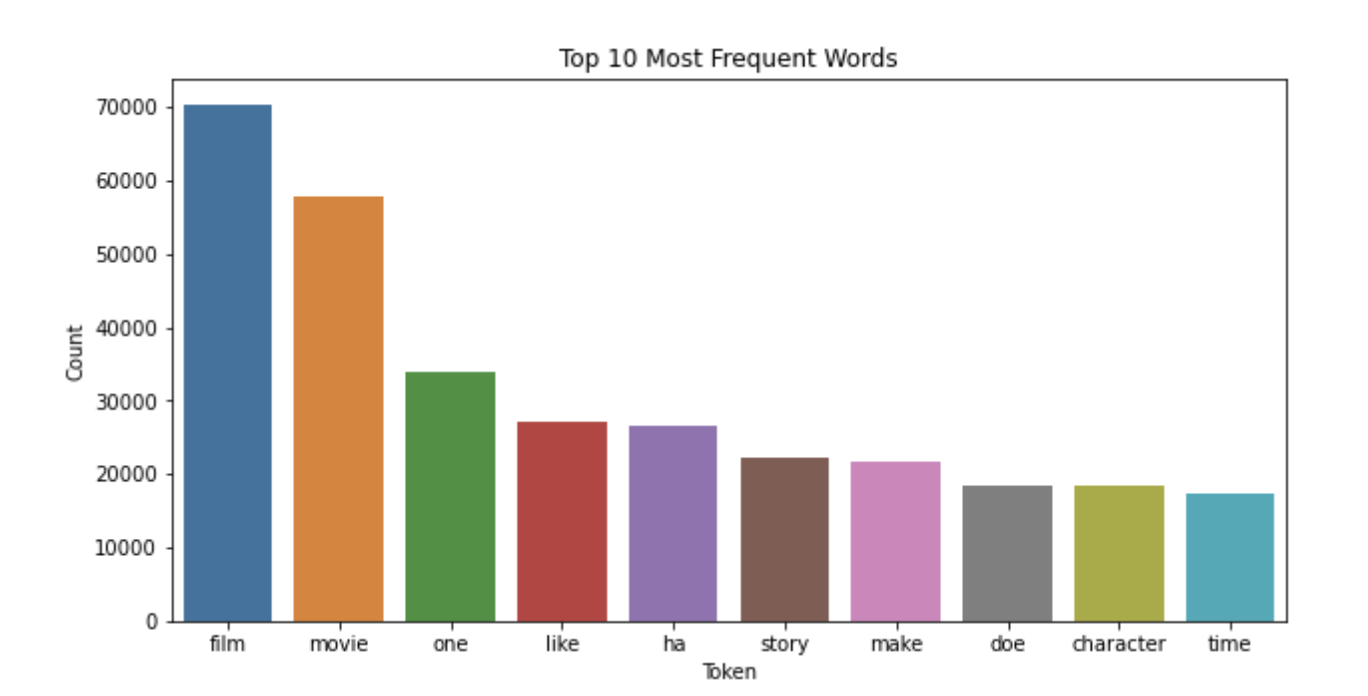 Top 10 Most Frequent Words
70000
60000
50000
40000
30000
20000
10000
0
Count
film movie one like ha story make doe character time
Token